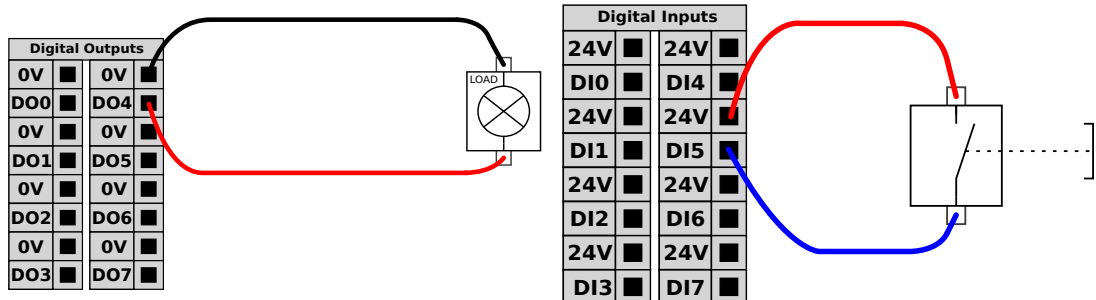 Digital Outputs
0V 0V
DO0 DO4
0V 0V
DO1 DO5
0V 0V
DO2 DO6
0V 0V
DO3 DO7
LOAD
Digital Inputs
24V 24V
DI0 DI4
24V 24V
DI1 DI5
24V 24V
DI2 DI6
24V 24V
DI3 DI7